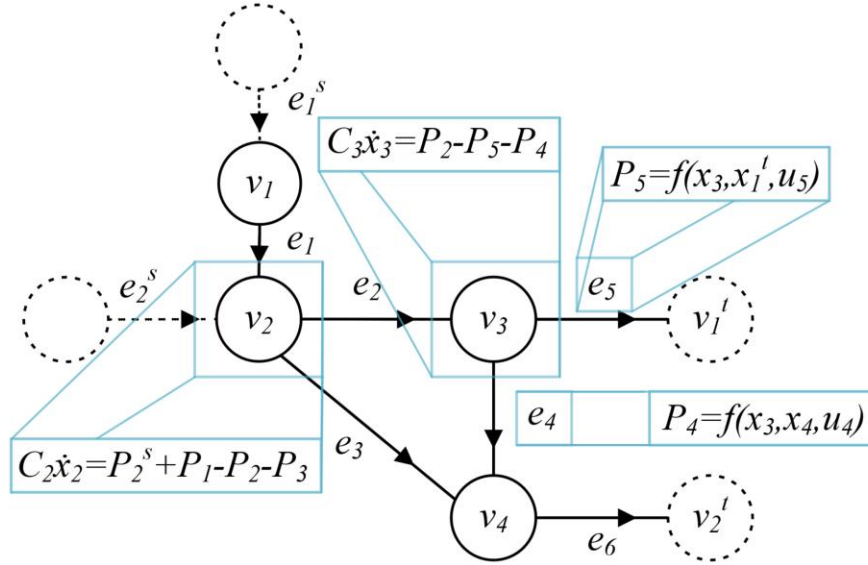 e₁ˢ
C₃ẋ₃=P₂-P₅-P₄
P₅=f(x₃,x₁ᵗ,u₅)
v₁
e₁
e₂ˢ
e₂
e₅
v₂
v₃
v₁ᵗ
e₄
P₄=f(x₃,x₄,u₄)
e₃
C₂ẋ₂=P₂ˢ+P₁-P₂-P₃
v₄
v₂ᵗ
e₆